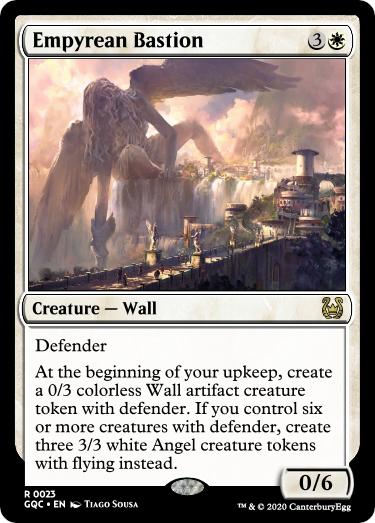 Empyrean Bastion 3
Creature — Wall
Defender
At the beginning of your upkeep, create
a 0/3 colorless Wall artifact creature
token with defender. If you control six
or more creatures with defender, create
three 3/3 white Angel creature tokens
with flying instead.
0/6
R 0023
GQC • EN Tiago Sousa
™ & © 2020 CanterburyEgg